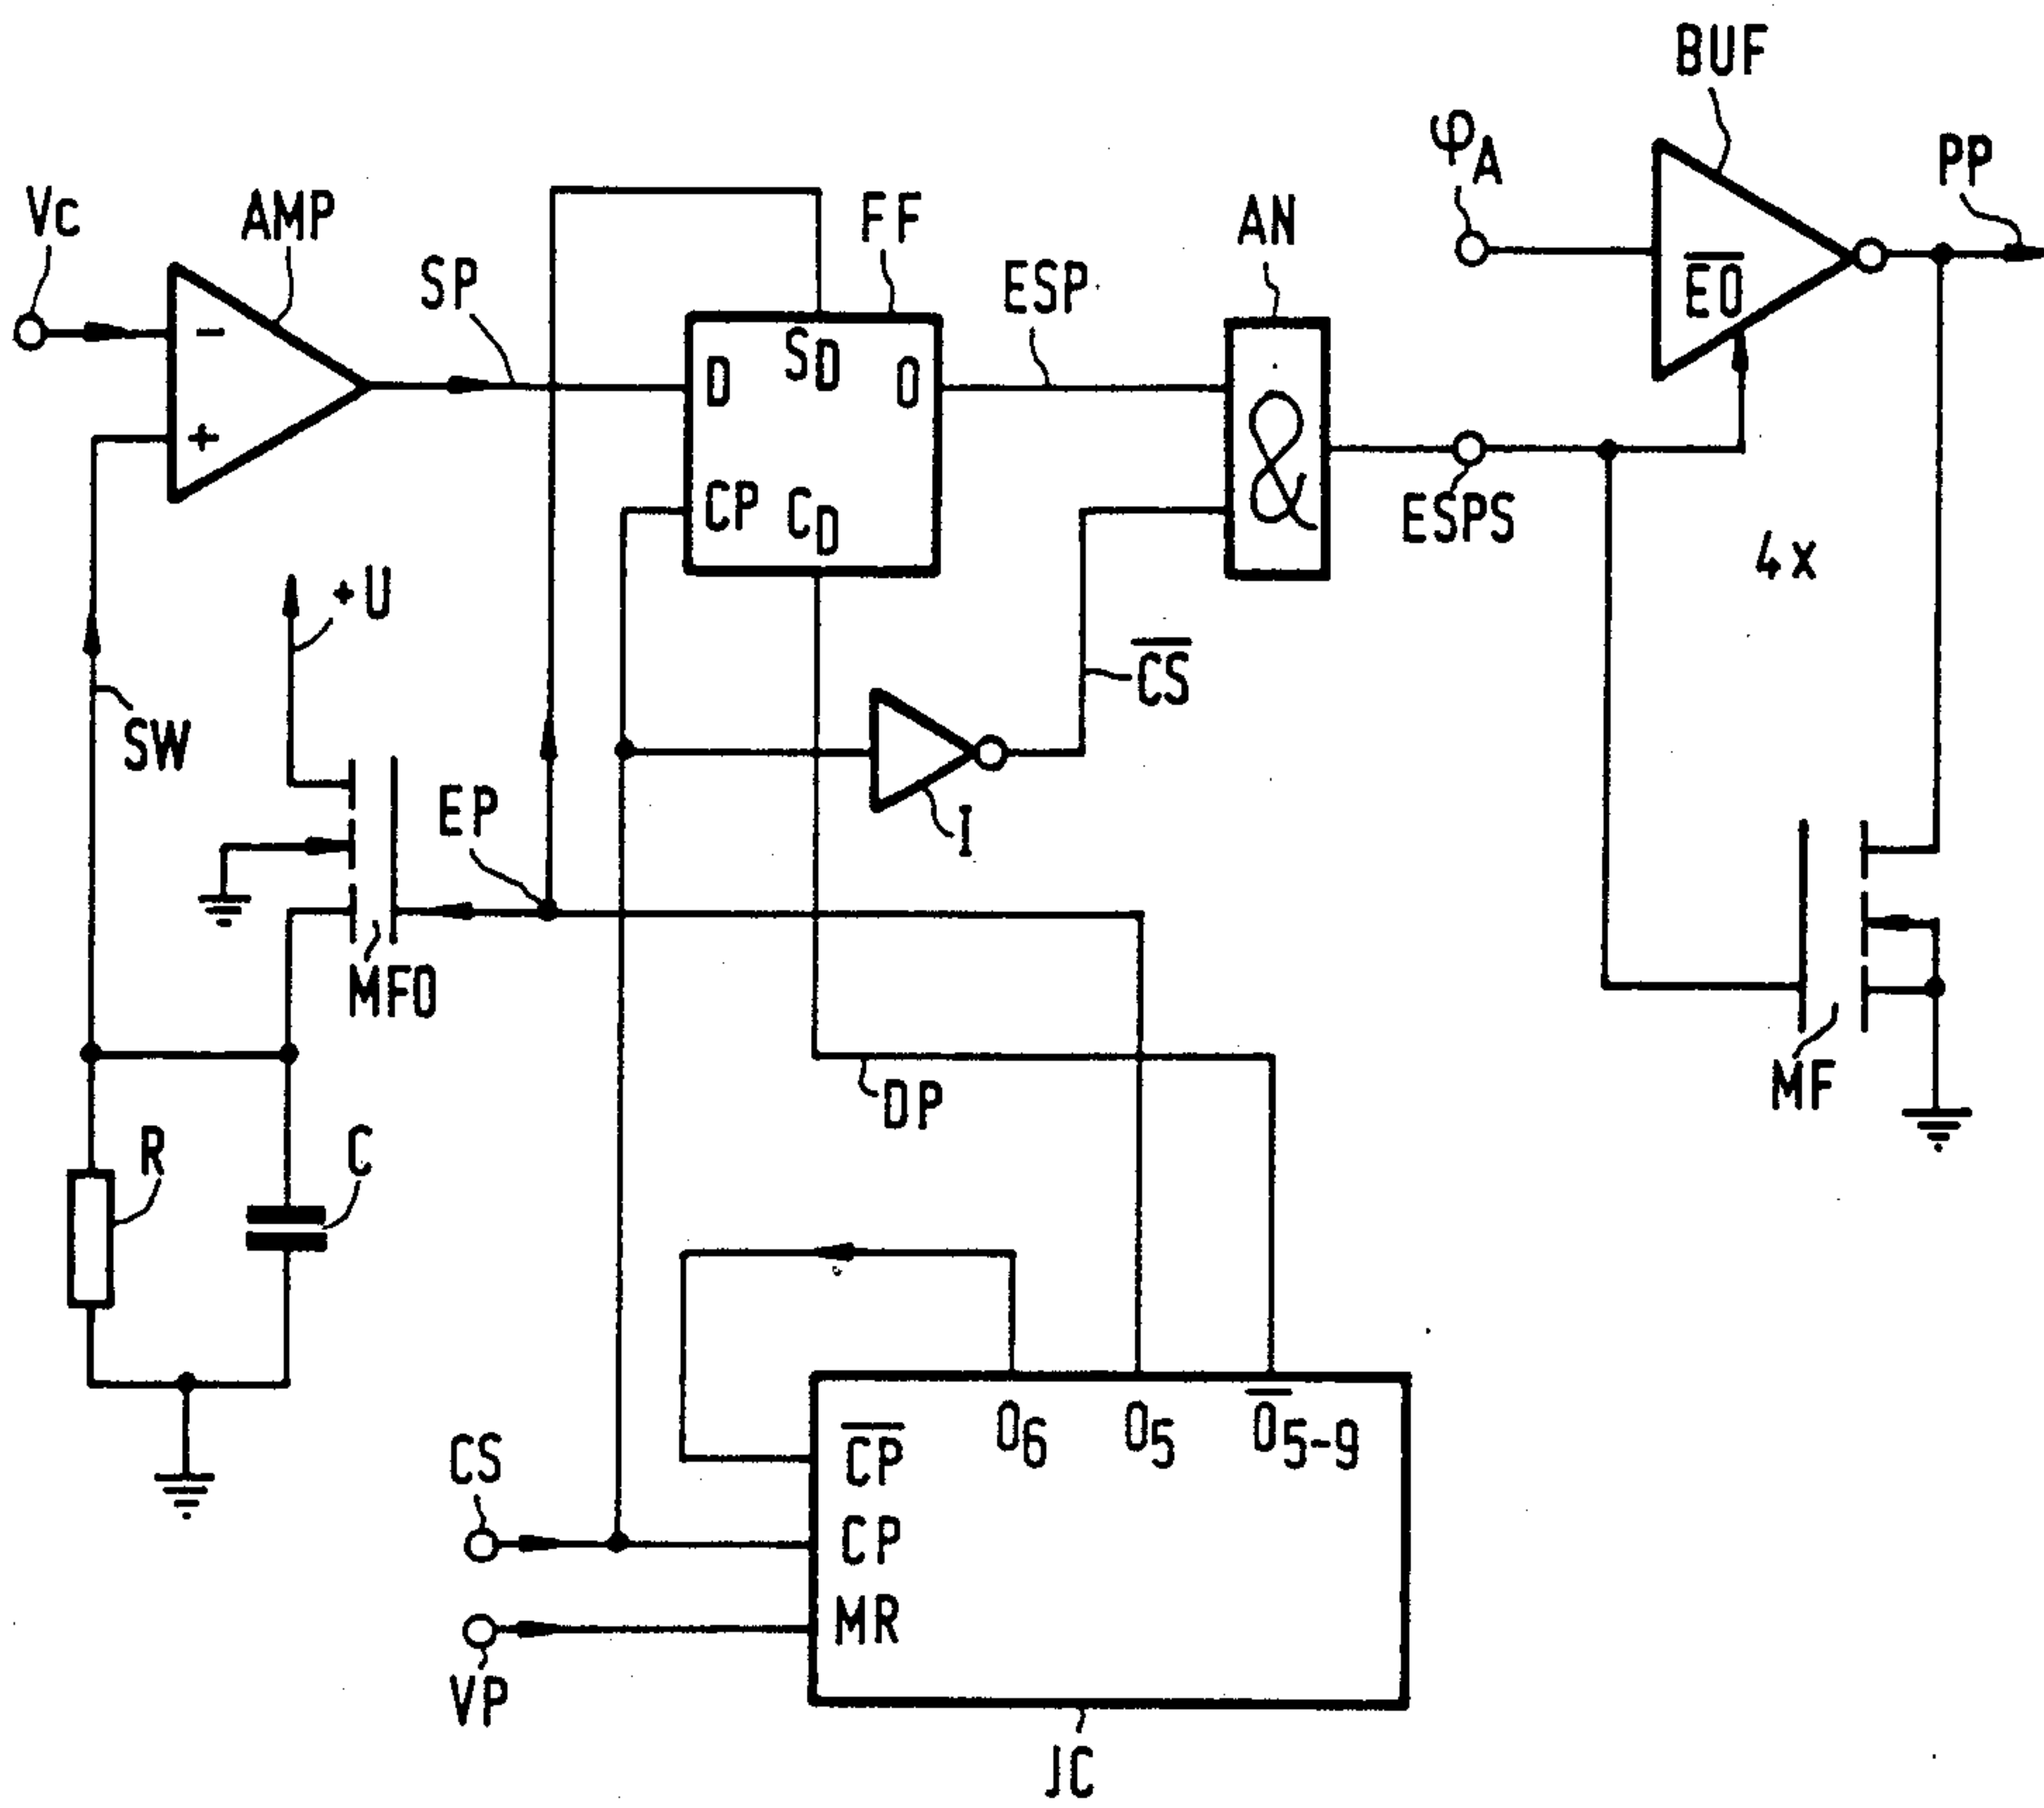 BUF
φA
PP
Vc
AMP
SP
FF
ESP
AN
-
+
D
SD
O
CP
CD
&
EO
ESPS
4x
+U
CS
SW
EP
I
MFO
DP
MF
R
C
O6
O5
O5-9
CP
CS
CP
MR
VP
JC